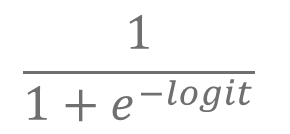 1
1 + e^{-logit}